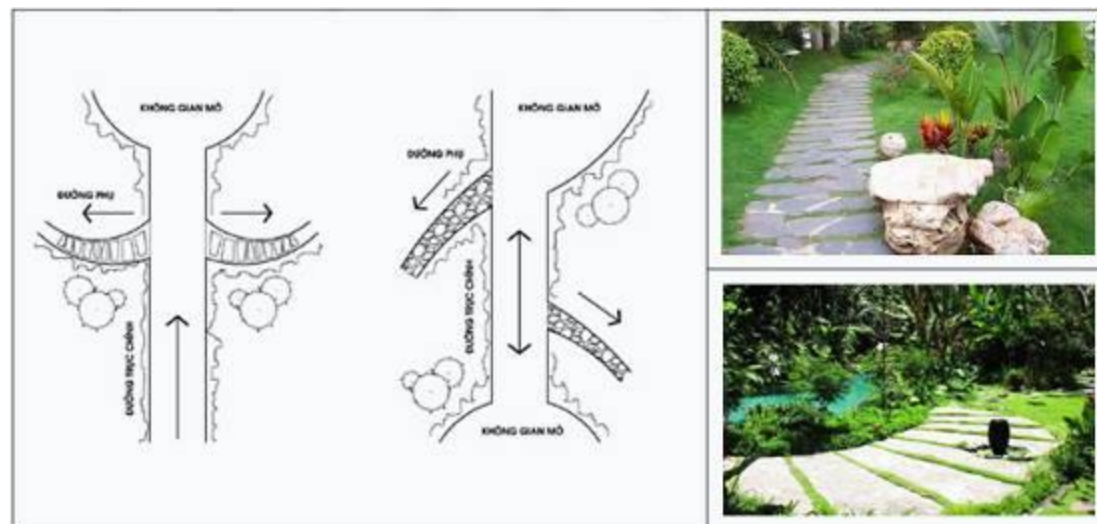 KHÔNG GIAN MỞ
ĐƯỜNG PHỤ
ĐƯỜNG TRỤC CHÍNH
KHÔNG GIAN MỞ
ĐƯỜNG PHỤ
ĐƯỜNG TRỤC CHÍNH
KHÔNG GIAN MỞ